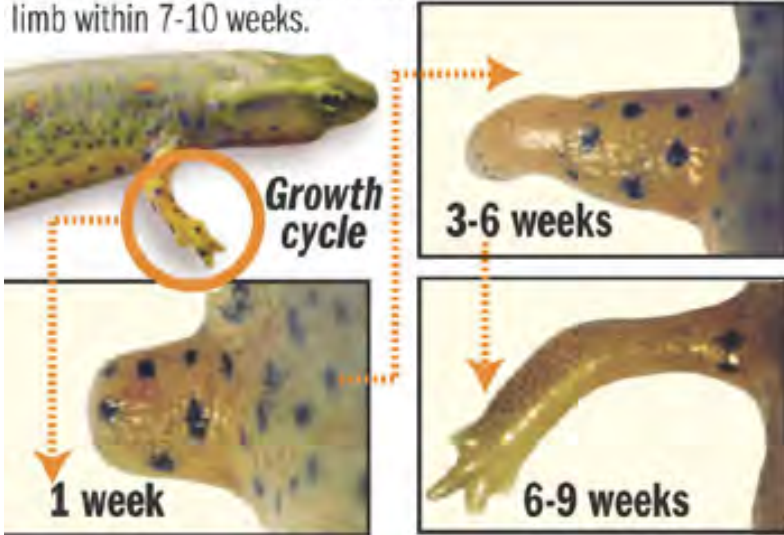 limb within 7-10 weeks.
Growth
cycle
1 week
3-6 weeks
6-9 weeks